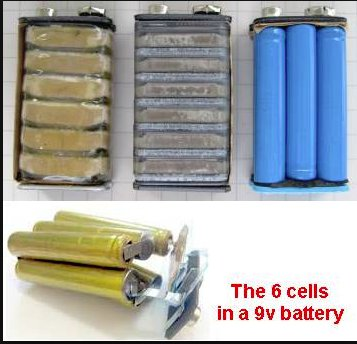 The 6 cells
in a 9v battery